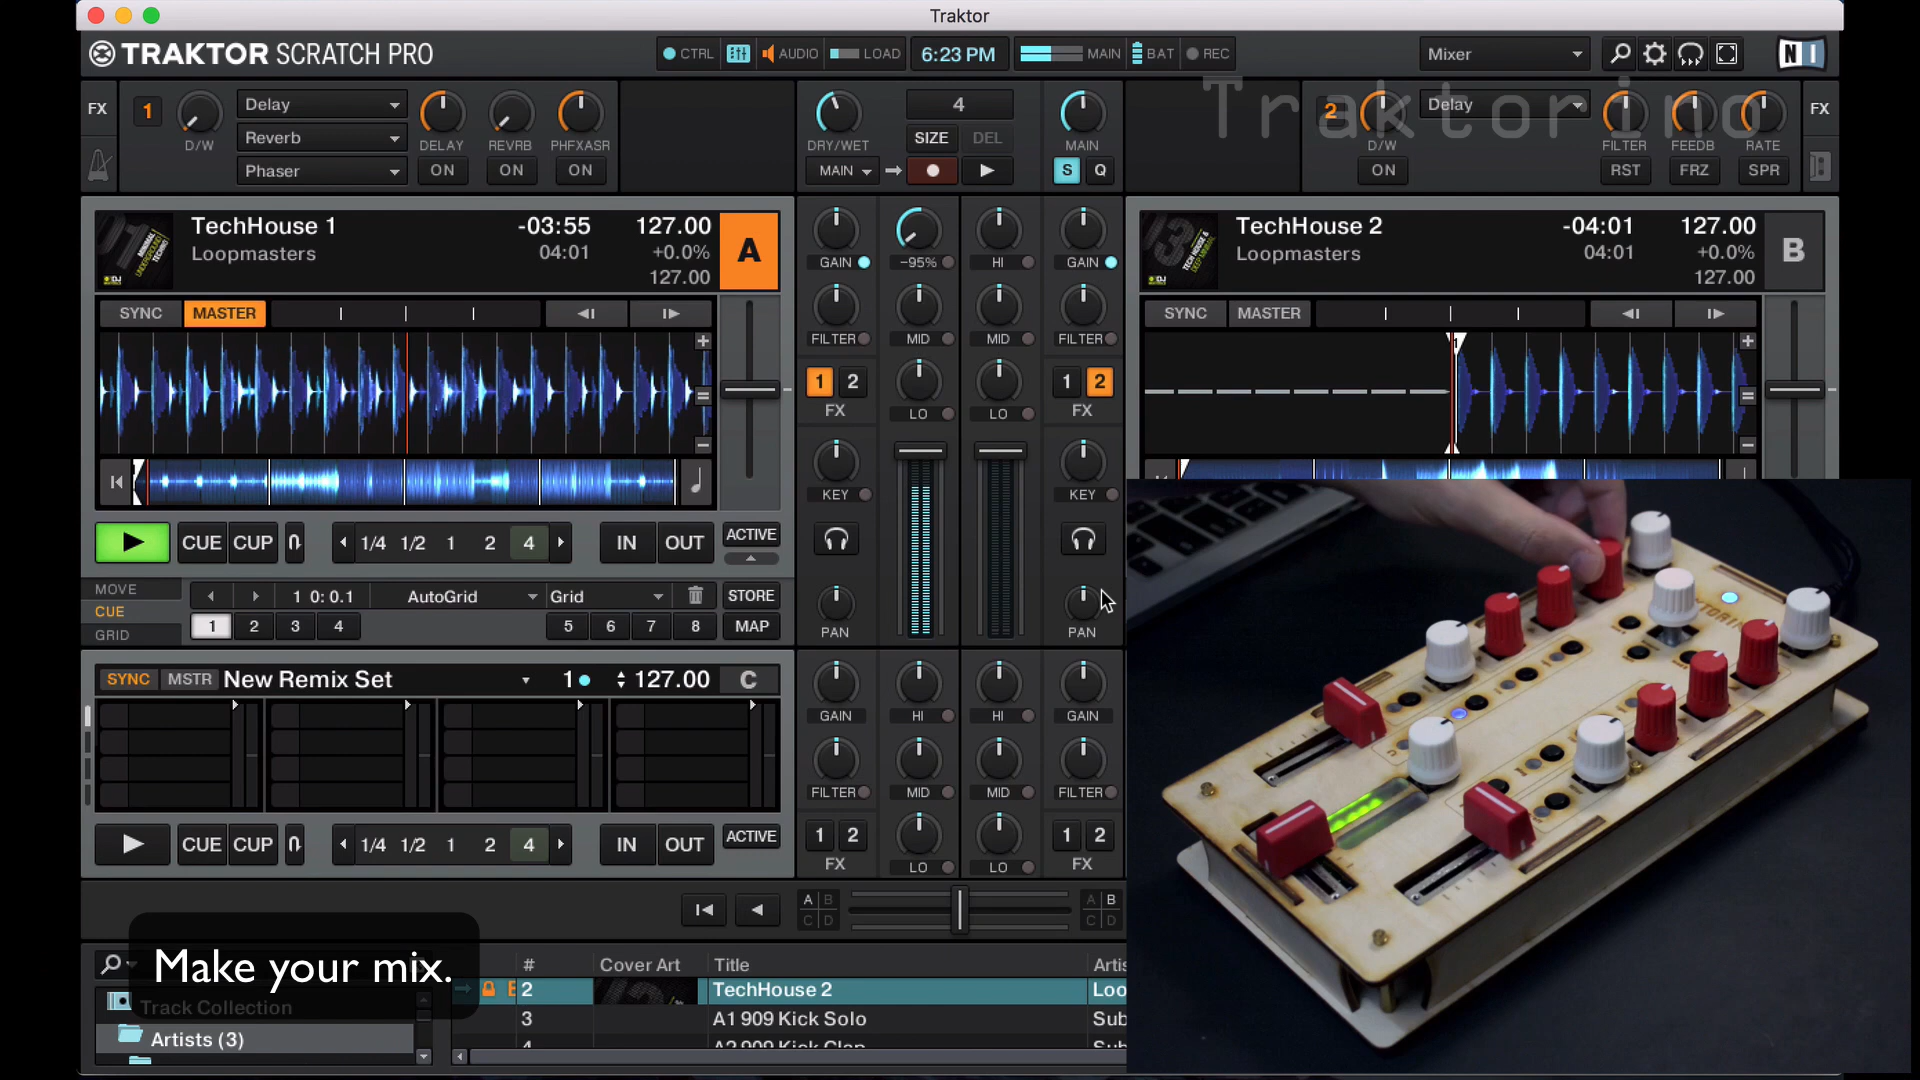 Traktor
TRAKTOR SCRATCH PRO
CTRL AUDIO LOAD 6:23 PM MAIN BAT REC
Mixer
NI
Traktorino
FX 1 Delay
Reverb
Phaser
D/W DELAY REVRB PHFXASR
ON ON ON
DRY/WET 4 MAIN
SIZE DEL
MAIN S Q
2 Delay FX
D/W FILTER FEEDB RATE
ON RST FRZ SPR
TechHouse 1 -03:55 127.00 A
Loopmasters 04:01 +0.0%
127.00
SYNC MASTER
CUE CUP 1/4 1/2 1 2 4 IN OUT ACTIVE
MOVE
CUE
GRID
1 0: 0.1 AutoGrid Grid STORE
1 2 3 4 5 6 7 8 MAP
GAIN -95% HI GAIN
FILTER MID MID FILTER
1 2 LO LO 1 2
FX FX
KEY KEY
PAN PAN
TechHouse 2 -04:01 127.00 B
Loopmasters 04:01 +0.0%
127.00
SYNC MASTER
1
SYNC MSTR New Remix Set 1 127.00 C
CUE CUP 1/4 1/2 1 2 4 IN OUT ACTIVE
GAIN HI HI GAIN
FILTER MID MID FILTER
1 2 1 2
FX LO LO FX
A B
C D
A B
C D
Make your mix.
Track Collection
Artists (3)
# Cover Art Title
2 TechHouse 2
3 A1 909 Kick Solo